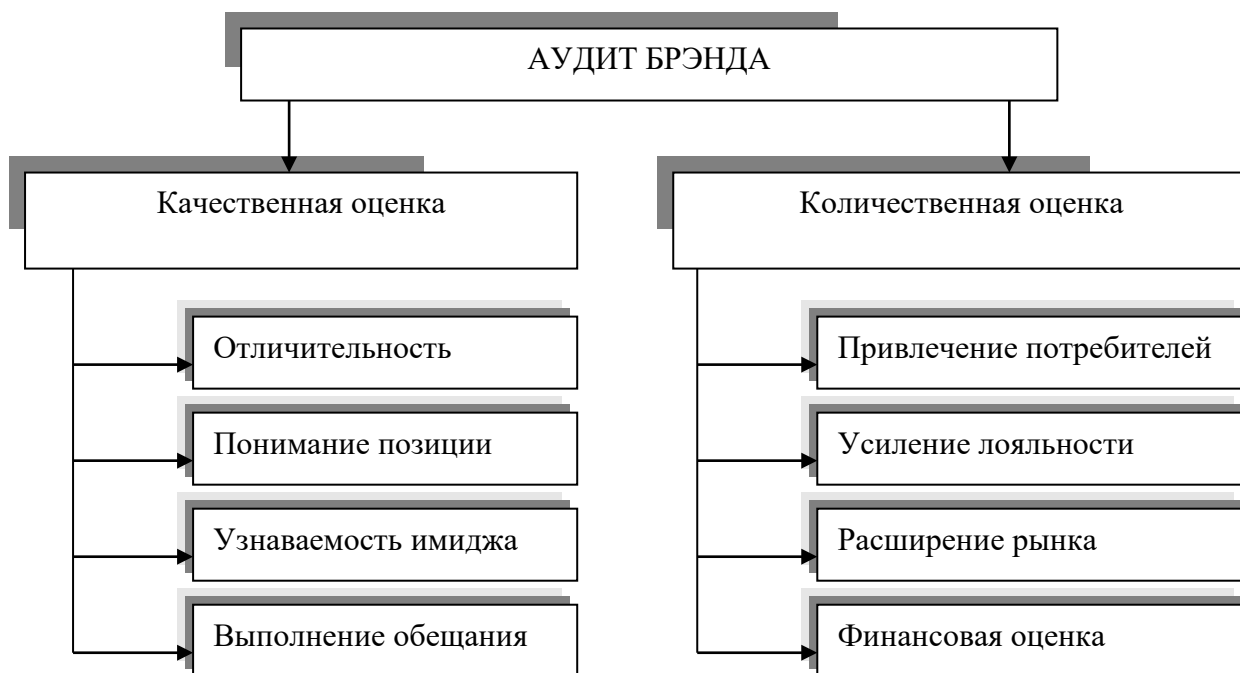 АУДИТ БРЭНДА
Качественная оценка
Отличительность
Понимание позиции
Узнаваемость имиджа
Выполнение обещания
Количественная оценка
Привлечение потребителей
Усиление лояльности
Расширение рынка
Финансовая оценка